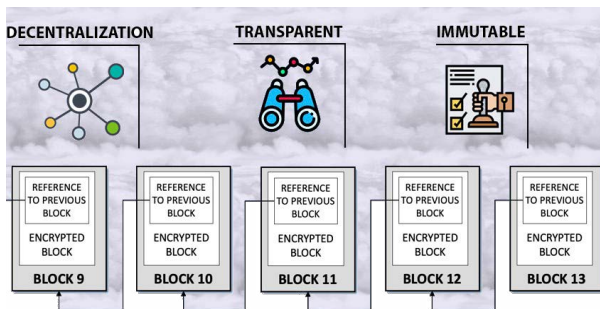 DECENTRALIZATION
TRANSPARENT
IMMUTABLE
REFERENCE
TO PREVIOUS
BLOCK
ENCRYPTED
BLOCK
BLOCK 9
REFERENCE
TO PREVIOUS
BLOCK
ENCRYPTED
BLOCK
BLOCK 10
REFERENCE
TO PREVIOUS
BLOCK
ENCRYPTED
BLOCK
BLOCK 11
REFERENCE
TO PREVIOUS
BLOCK
ENCRYPTED
BLOCK
BLOCK 12
REFERENCE
TO PREVIOUS
BLOCK
ENCRYPTED
BLOCK
BLOCK 13